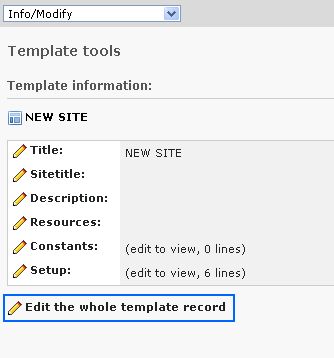 Info/Modify
Template tools
Template information:
NEW SITE
Title: NEW SITE
Sitetitle:
Description:
Resources:
Constants: (edit to view, 0 lines)
Setup: (edit to view, 6 lines)
Edit the whole template record